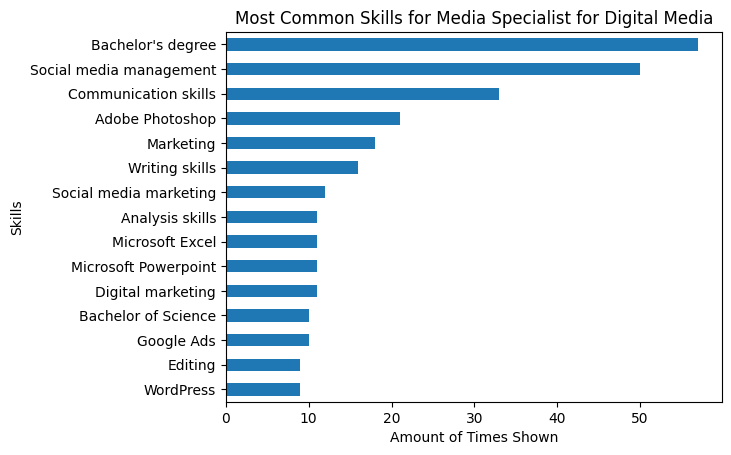 Most Common Skills for Media Specialist for Digital Media
Bachelor's degree
Social media management
Communication skills
Adobe Photoshop
Marketing
Writing skills
Social media marketing
Analysis skills
Microsoft Excel
Microsoft Powerpoint
Digital marketing
Bachelor of Science
Google Ads
Editing
WordPress
Skills
0 10 20 30 40 50
Amount of Times Shown